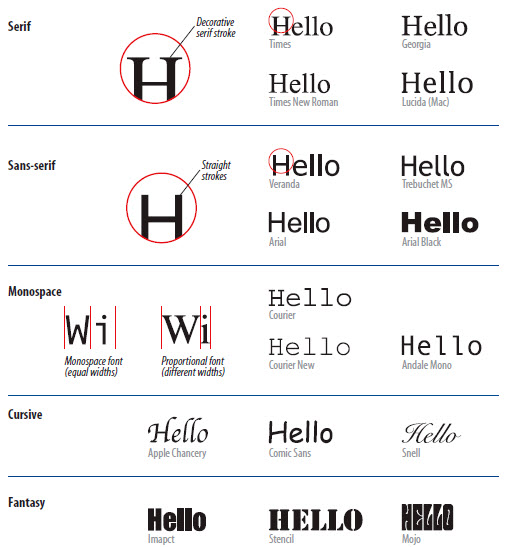 Serif
Decorative
serif stroke
H
Hello
Times
Hello
Georgia
Hello
Times New Roman
Hello
Lucida (Mac)
Sans-serif
Straight
strokes
H
Hello
Veranda
Hello
Trebuchet MS
Hello
Arial
Hello
Arial Black
Monospace
Wi
Monospace font
(equal widths)
Wi
Proportional font
(different widths)
Hello
Courier
Hello
Courier New
Hello
Andale Mono
Cursive
Hello
Apple Chancery
Hello
Comic Sans
Hello
Snell
Fantasy
Hello
Imapct
HELLO
Stencil
HELLO
Mojo